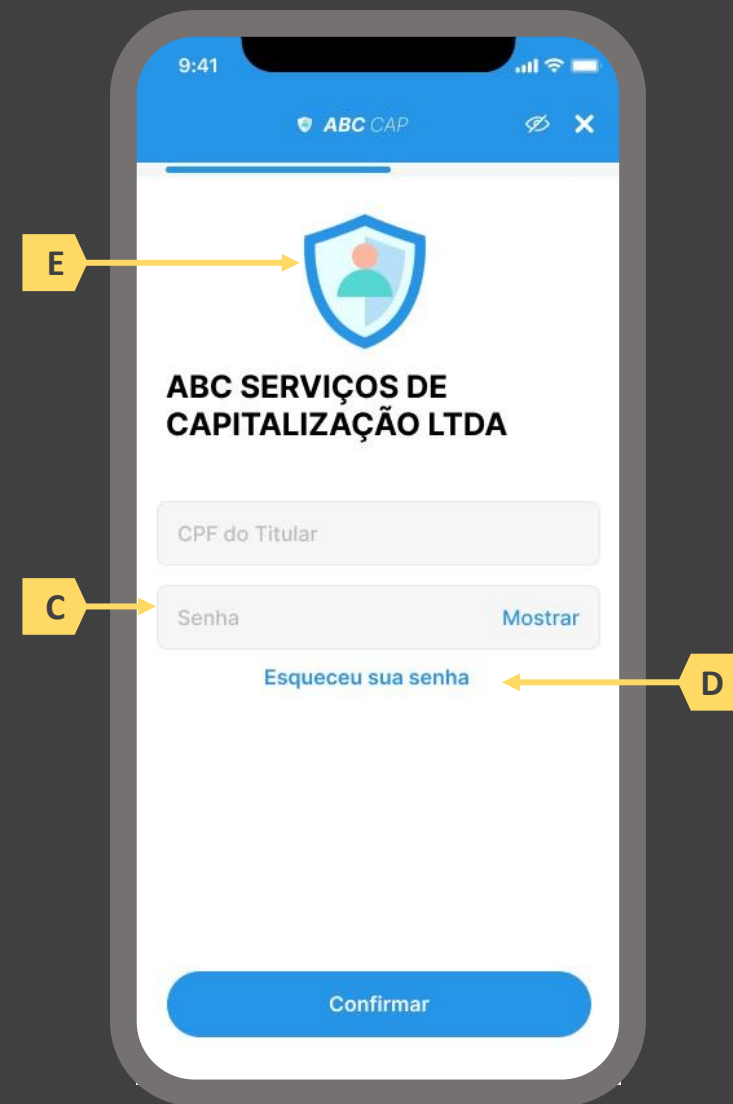 9:41
ABC CAP
E
ABC SERVIÇOS DE
CAPITALIZAÇÃO LTDA
CPF do Titular
C
Senha Mostrar
Esqueceu sua senha
D
Confirmar